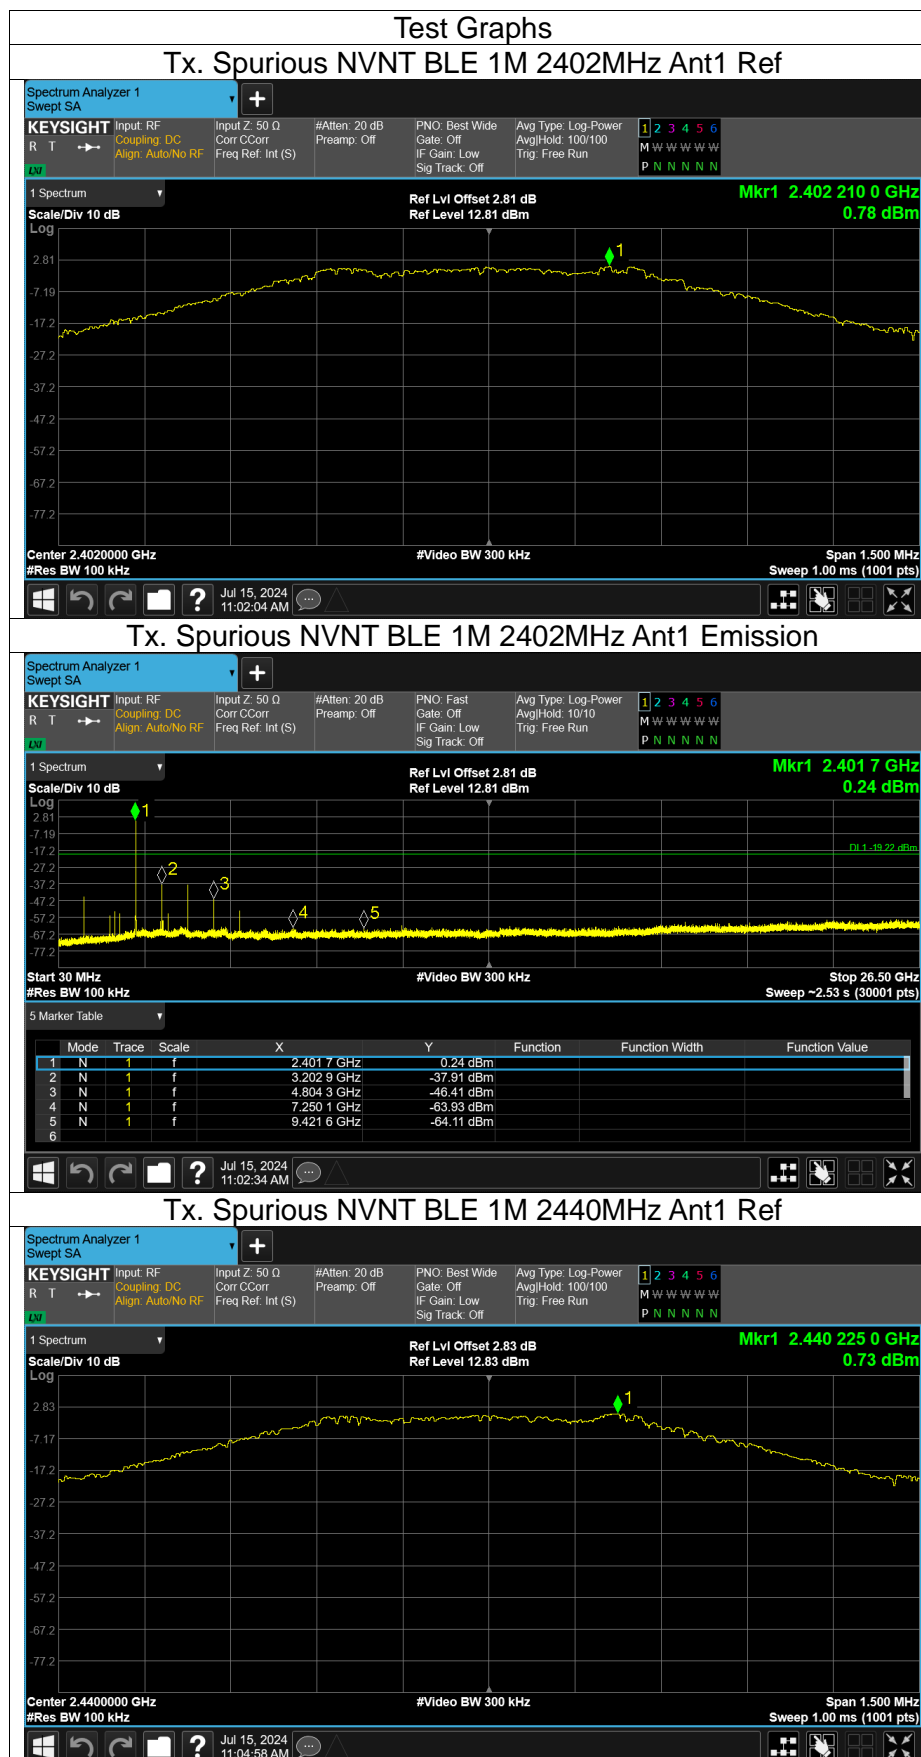 Test Graphs
Tx. Spurious NVNT BLE 1M 2402MHz Ant1 Ref
Spectrum Analyzer 1
Swept SA
+
KEYSIGHT Input: RF Input Z: 50 Ω #Atten: 20 dB PNO: Best Wide Avg Type: Log-Power 1 2 3 4 5 6
R T Coupling: DC Corr CCorr Preamp: Off Gate: Off Avg|Hold: 100/100 M W W W W W
Align: Auto/No RF Freq Ref: Int (S) IF Gain: Low Trig: Free Run
LXI Sig Track: Off P N N N N N
1 Spectrum Ref Lvl Offset 2.81 dB Mkr1 2.402 210 0 GHz
Scale/Div 10 dB Ref Level 12.81 dBm 0.78 dBm
Log
1
2.81
-7.19
-17.2
-27.2
-37.2
-47.2
-57.2
-67.2
-77.2
Center 2.4020000 GHz #Video BW 300 kHz Span 1.500 MHz
#Res BW 100 kHz Sweep 1.00 ms (1001 pts)
? Jul 15, 2024
11:02:04 AM
Tx. Spurious NVNT BLE 1M 2402MHz Ant1 Emission
Spectrum Analyzer 1
Swept SA
+
KEYSIGHT Input: RF Input Z: 50 Ω #Atten: 20 dB PNO: Fast Avg Type: Log-Power 1 2 3 4 5 6
R T Coupling: DC Corr CCorr Preamp: Off Gate: Off Avg|Hold: 10/10 M W W W W W
Align: Auto/No RF Freq Ref: Int (S) IF Gain: Low Trig: Free Run
LXI Sig Track: Off P N N N N N
1 Spectrum Ref Lvl Offset 2.81 dB Mkr1 2.401 7 GHz
Scale/Div 10 dB Ref Level 12.81 dBm 0.24 dBm
Log
1
2.81
-7.19
-17.2 DL1 -19.22 dBm
-27.2 2
-37.2 3
-47.2
-57.2 4 5
-67.2
-77.2
Start 30 MHz #Video BW 300 kHz Stop 26.50 GHz
#Res BW 100 kHz Sweep ~2.53 s (30001 pts)
5 Marker Table
Mode Trace Scale X Y Function Function Width Function Value
1 N 1 f 2.401 7 GHz 0.24 dBm
2 N 1 f 3.202 9 GHz -37.91 dBm
3 N 1 f 4.804 3 GHz -46.41 dBm
4 N 1 f 7.250 1 GHz -63.93 dBm
5 N 1 f 9.421 6 GHz -64.11 dBm
6
? Jul 15, 2024
11:02:34 AM
Tx. Spurious NVNT BLE 1M 2440MHz Ant1 Ref
Spectrum Analyzer 1
Swept SA
+
KEYSIGHT Input: RF Input Z: 50 Ω #Atten: 20 dB PNO: Best Wide Avg Type: Log-Power 1 2 3 4 5 6
R T Coupling: DC Corr CCorr Preamp: Off Gate: Off Avg|Hold: 100/100 M W W W W W
Align: Auto/No RF Freq Ref: Int (S) IF Gain: Low Trig: Free Run
LXI Sig Track: Off P N N N N N
1 Spectrum Ref Lvl Offset 2.83 dB Mkr1 2.440 225 0 GHz
Scale/Div 10 dB Ref Level 12.83 dBm 0.73 dBm
Log
1
2.83
-7.17
-17.2
-27.2
-37.2
-47.2
-57.2
-67.2
-77.2
Center 2.4400000 GHz #Video BW 300 kHz Span 1.500 MHz
#Res BW 100 kHz Sweep 1.00 ms (1001 pts)
? Jul 15, 2024
11:04:58 AM